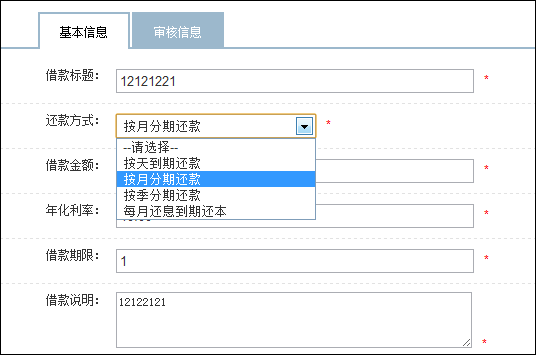 基本信息 审核信息
借款标题： 12121221 *
还款方式： 按月分期还款 *
--请选择--
按天到期还款
借款金额： *
按月分期还款
按季分期还款
年化利率： *
每月还息到期还本
借款期限： 1 *
借款说明： 12122121
*